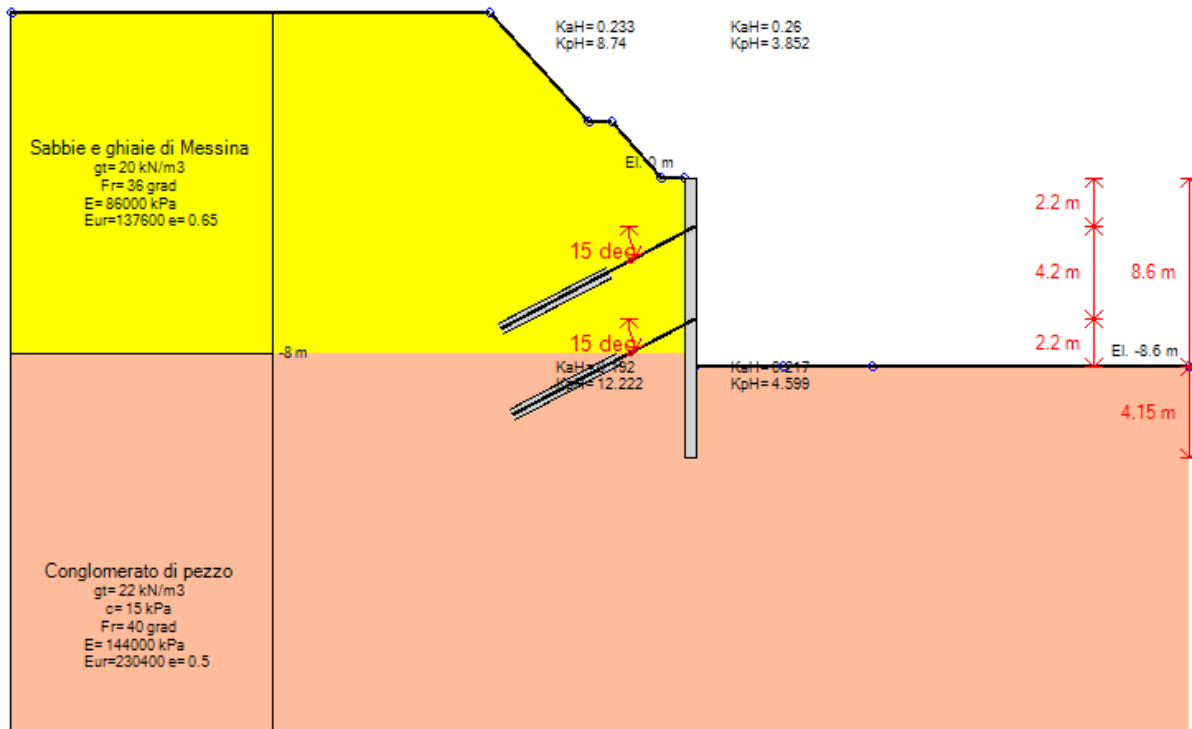 KaH= 0.233
KpH= 8.74
KaH= 0.26
KpH= 3.852
Sabbie e ghiaie di Messina
gt= 20 kN/m3
Fr= 36 grad
E= 86000 kPa
Eur=137600 e= 0.65
El. 0 m
2.2 m
15 deg
4.2 m
8.6 m
15 deg
2.2 m
El. -8.6 m
-8 m
KpH= 12.222
KpH= 4.599
4.15 m
Conglomerato di pezzo
gt= 22 kN/m3
c= 15 kPa
Fr= 40 grad
E= 144000 kPa
Eur=230400 e= 0.5